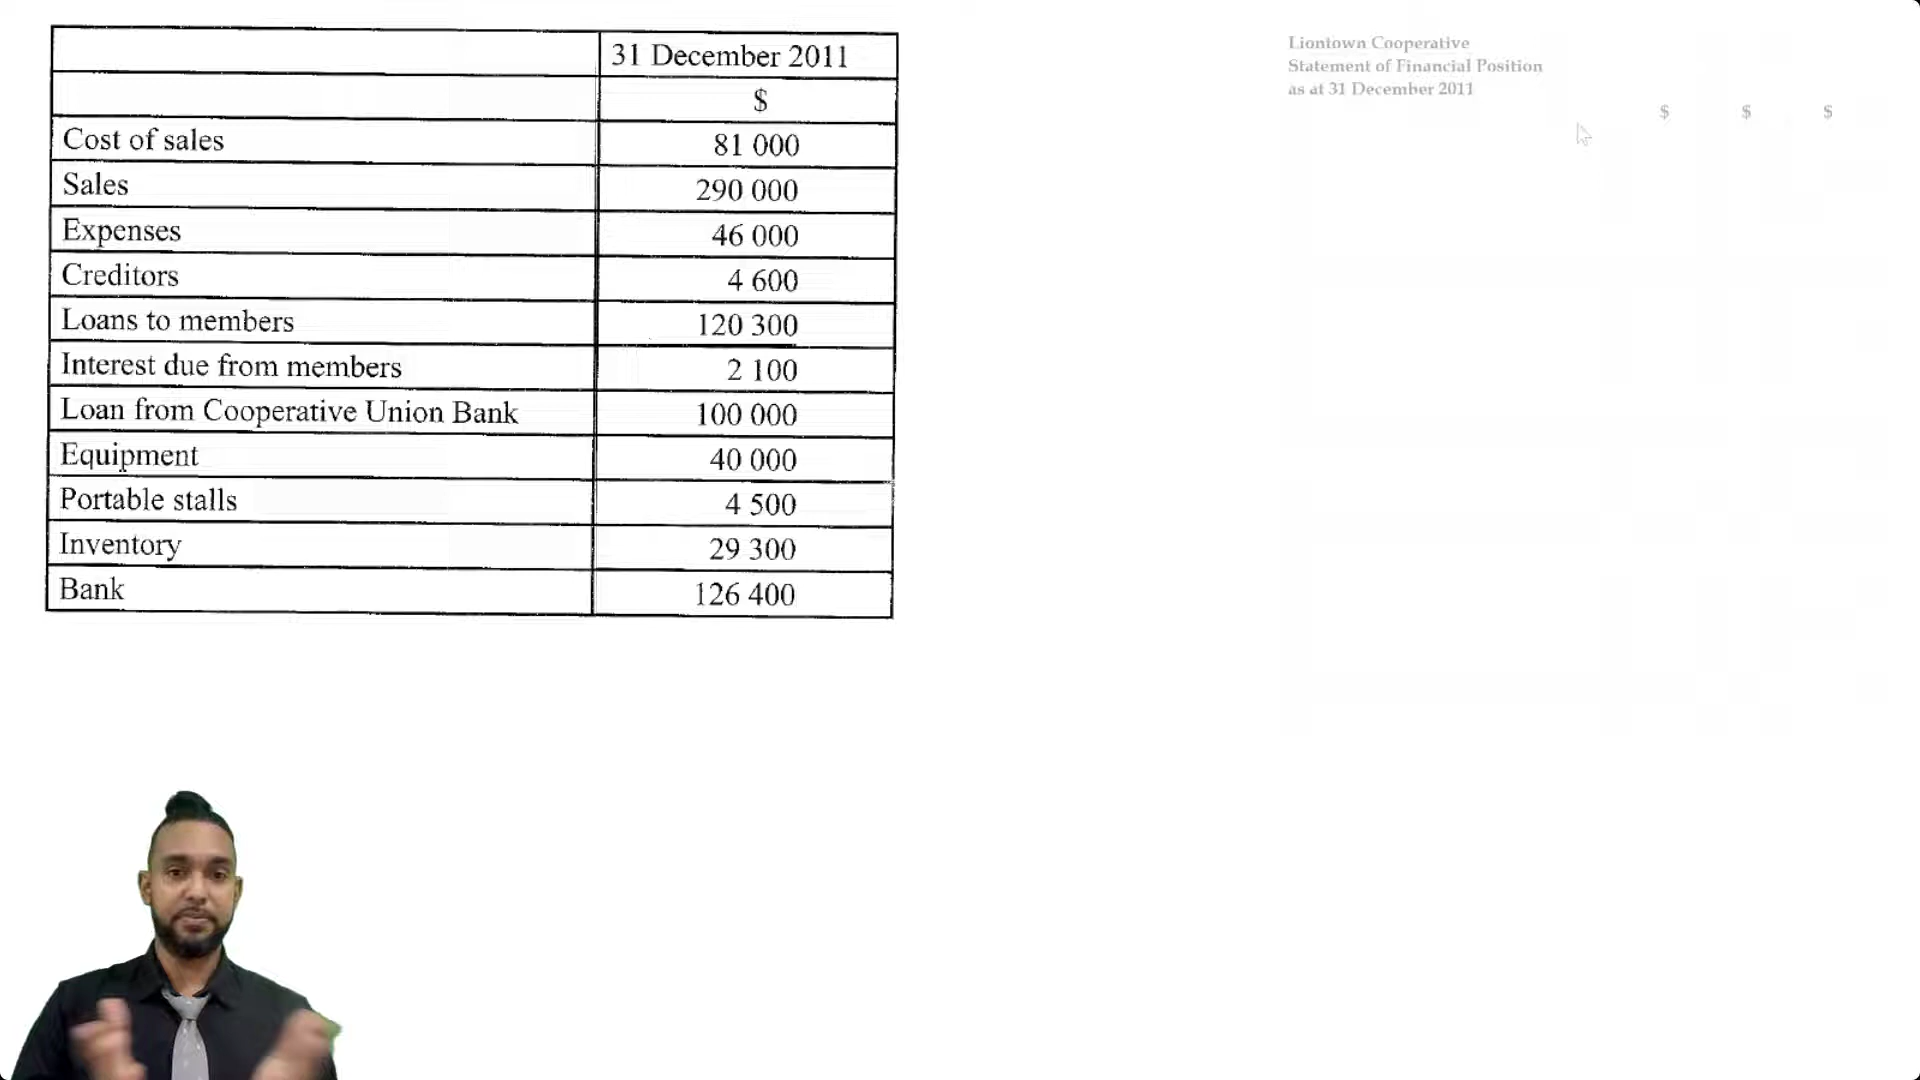 31 December 2011
$
Cost of sales 81 000
Sales 290 000
Expenses 46 000
Creditors 4 600
Loans to members 120 300
Interest due from members 2 100
Loan from Cooperative Union Bank 100 000
Equipment 40 000
Portable stalls 4 500
Inventory 29 300
Bank 126 400
Liontown Cooperative
Statement of Financial Position
as at 31 December 2011
$ $ $